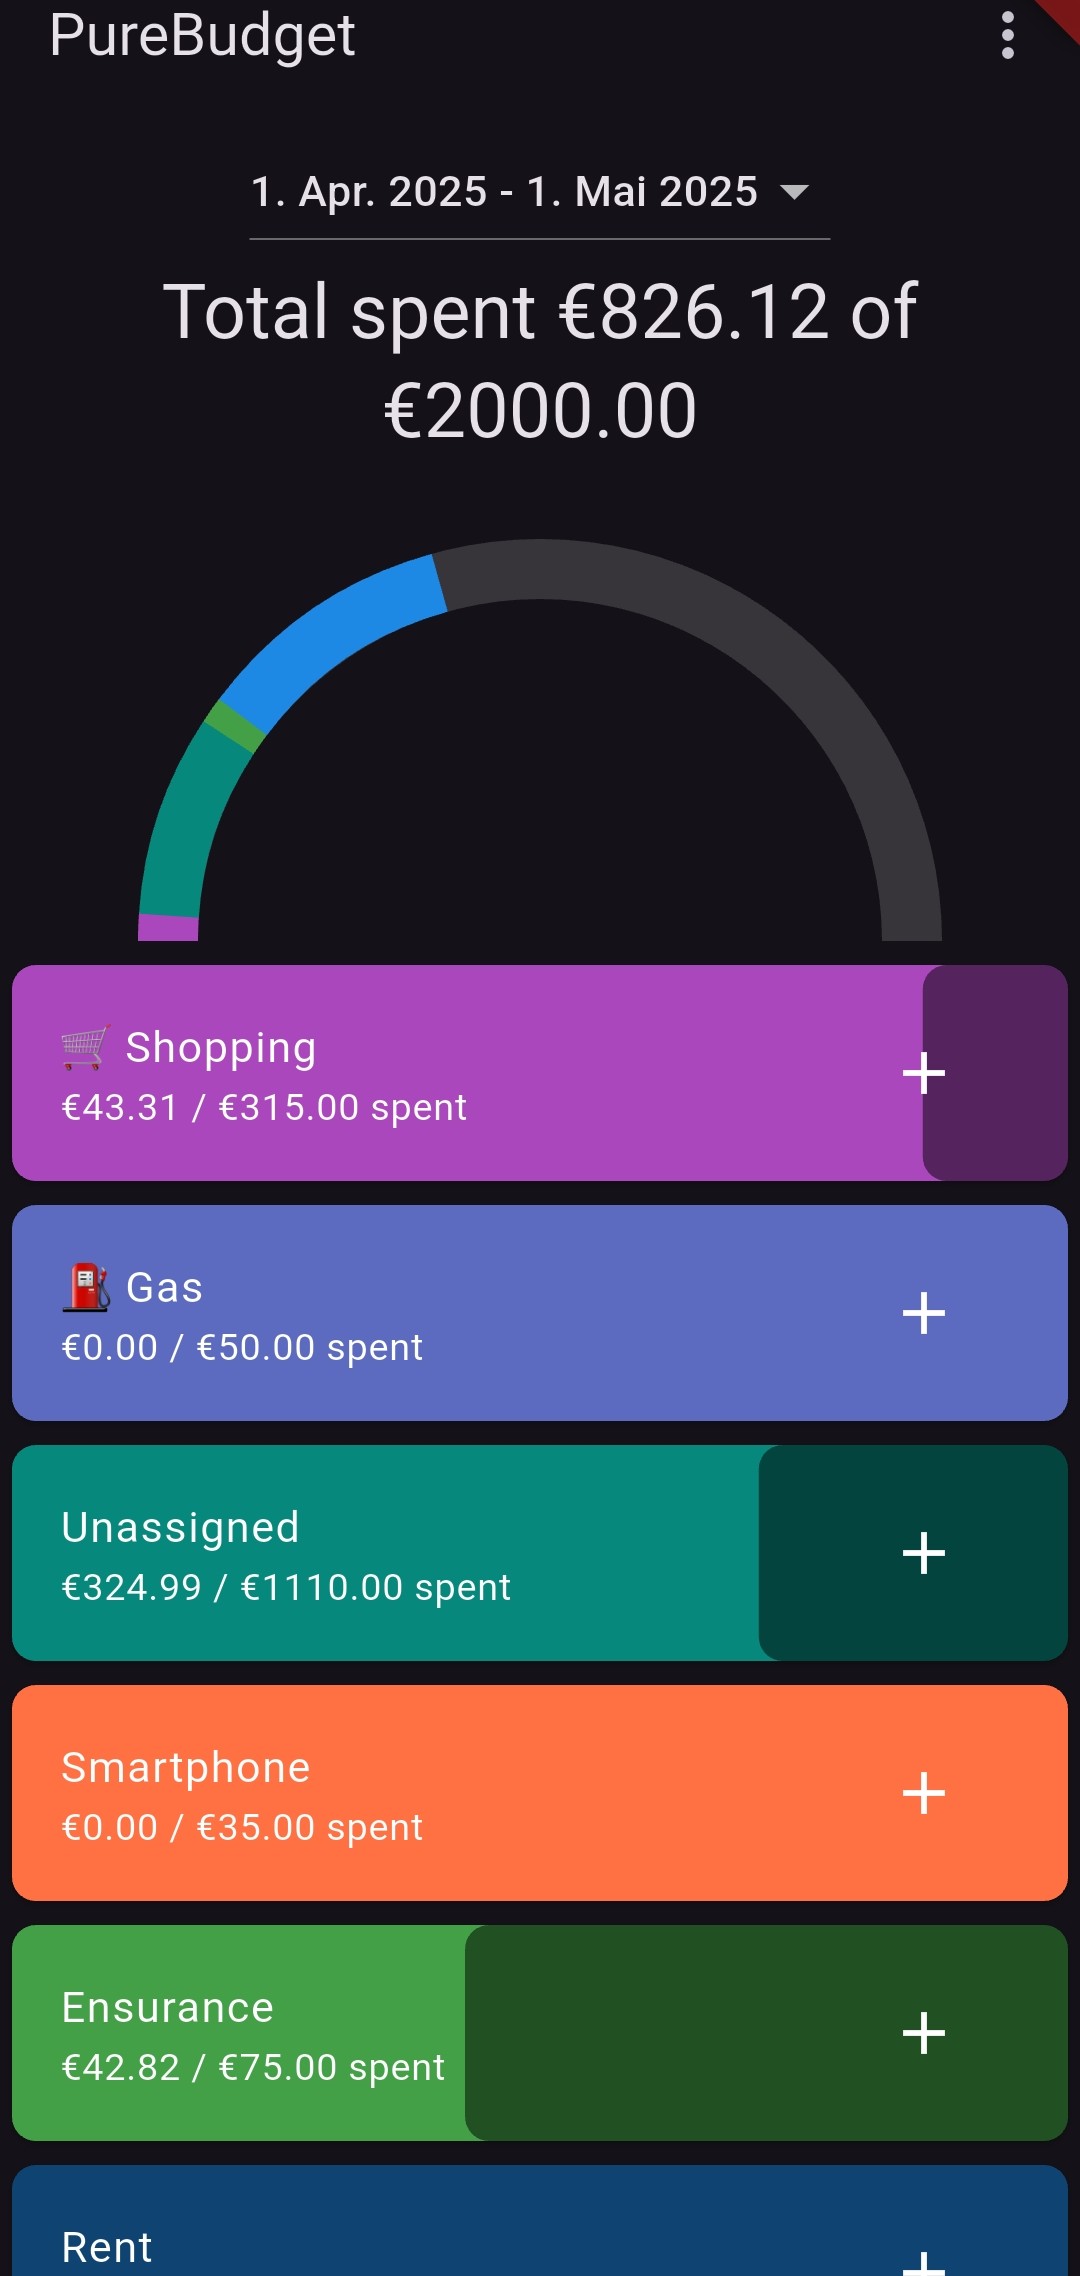 PureBudget
1. Apr. 2025 - 1. Mai 2025
Total spent €826.12 of
€2000.00
🛒 Shopping
€43.31 / €315.00 spent
⛽ Gas
€0.00 / €50.00 spent
Unassigned
€324.99 / €1110.00 spent
Smartphone
€0.00 / €35.00 spent
Ensurance
€42.82 / €75.00 spent
Rent